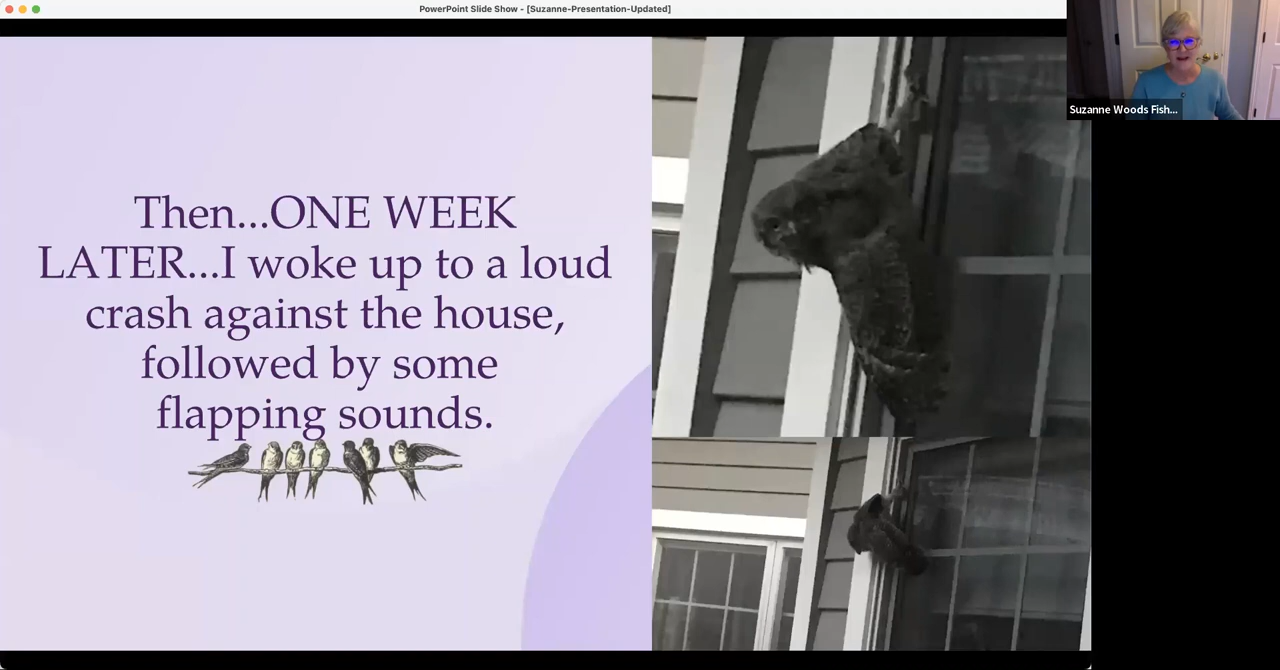 PowerPoint Slide Show - [Suzanne-Presentation-Updated]
Suzanne Woods Fish...
Then...ONE WEEK
LATER...I woke up to a loud
crash against the house,
followed by some
flapping sounds.